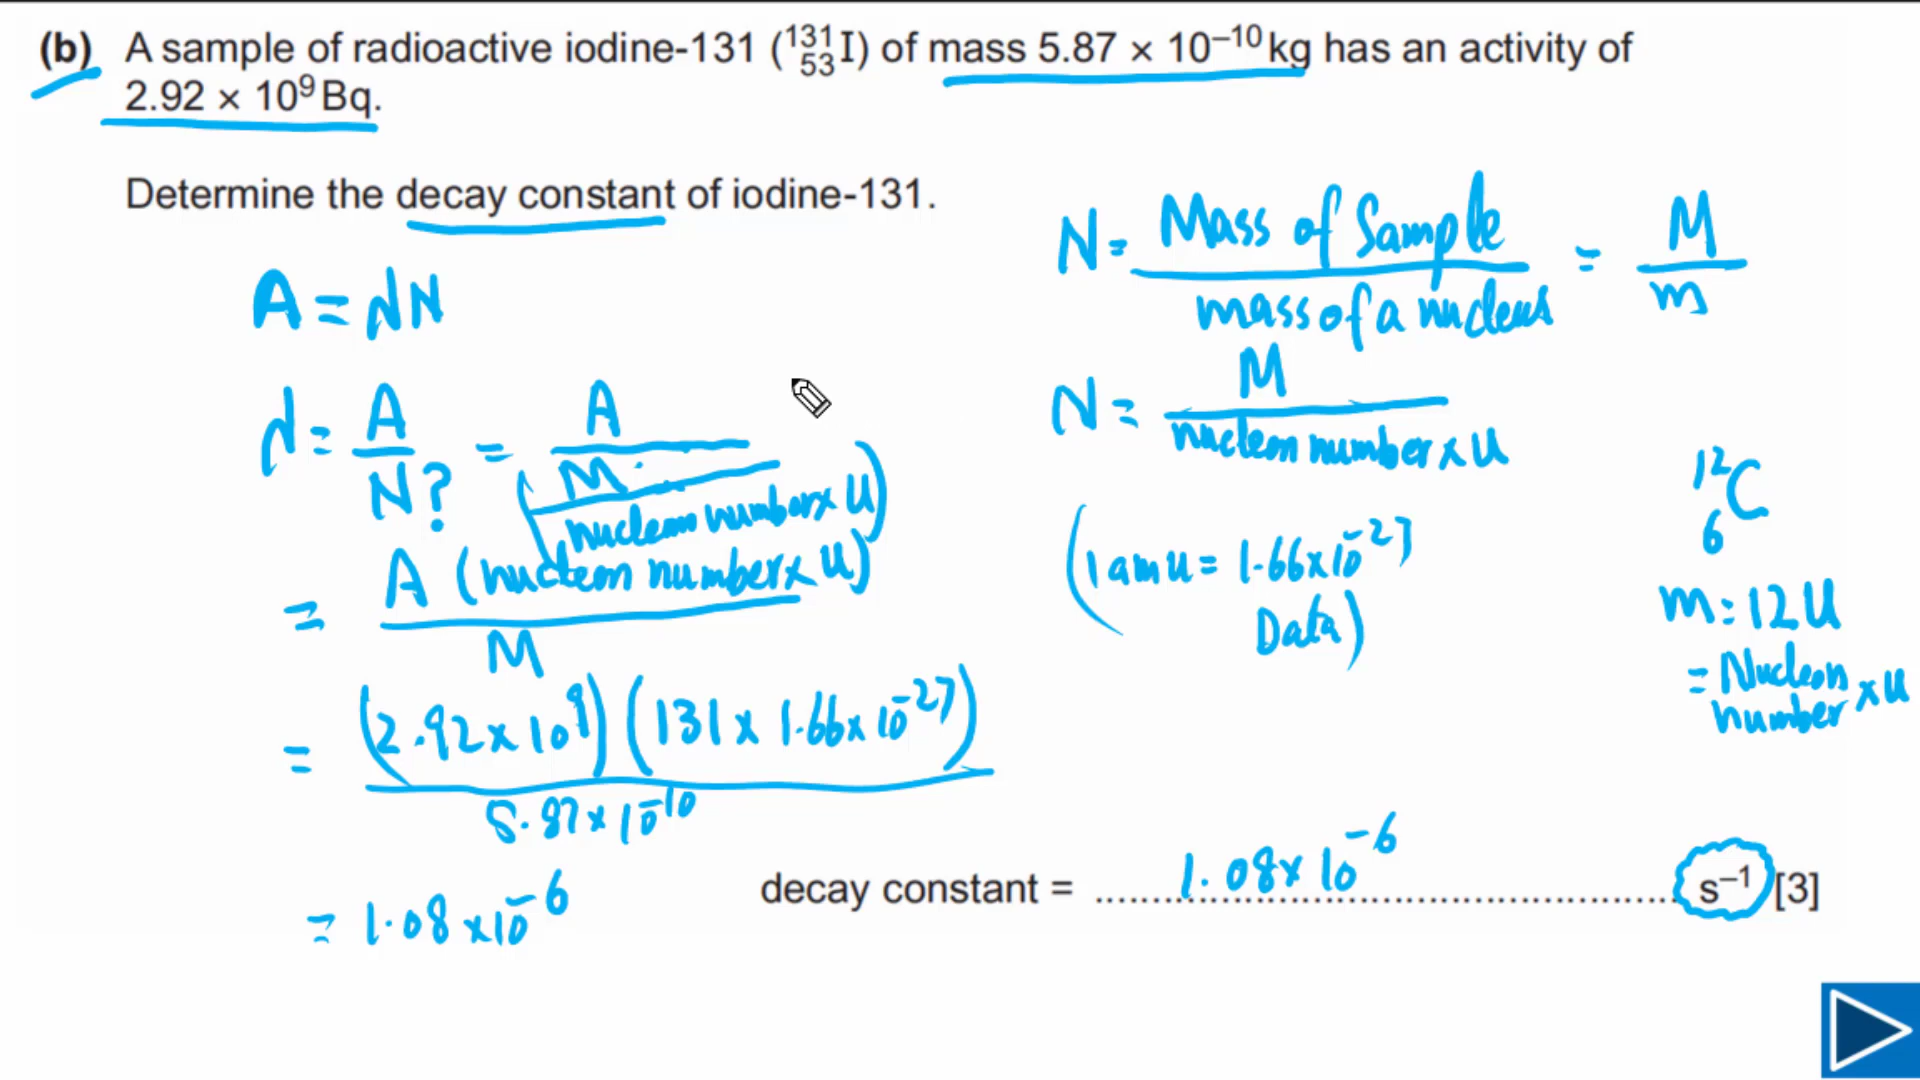 (b) A sample of radioactive iodine-131 (¹³¹₅₃I) of mass 5.87 × 10⁻¹⁰ kg has an activity of
2.92 × 10⁹ Bq.
Determine the decay constant of iodine-131.
A = λN
λ = A / N? = A / (M / nucleon number × u)
= A (nucleon number × u) / M
= (2.92 × 10⁹) (131 × 1.66 × 10⁻²⁷) / 5.87 × 10⁻¹⁰
= 1.08 × 10⁻⁶
N = Mass of Sample / mass of a nucleus = M / m
N = M / nucleon number × u
(1 amu = 1.66 × 10⁻²⁷
Data)
¹²₆C
m = 12 u
= Nucleon number × u
decay constant = ........ 1.08 × 10⁻⁶ ........ s⁻¹ [3]